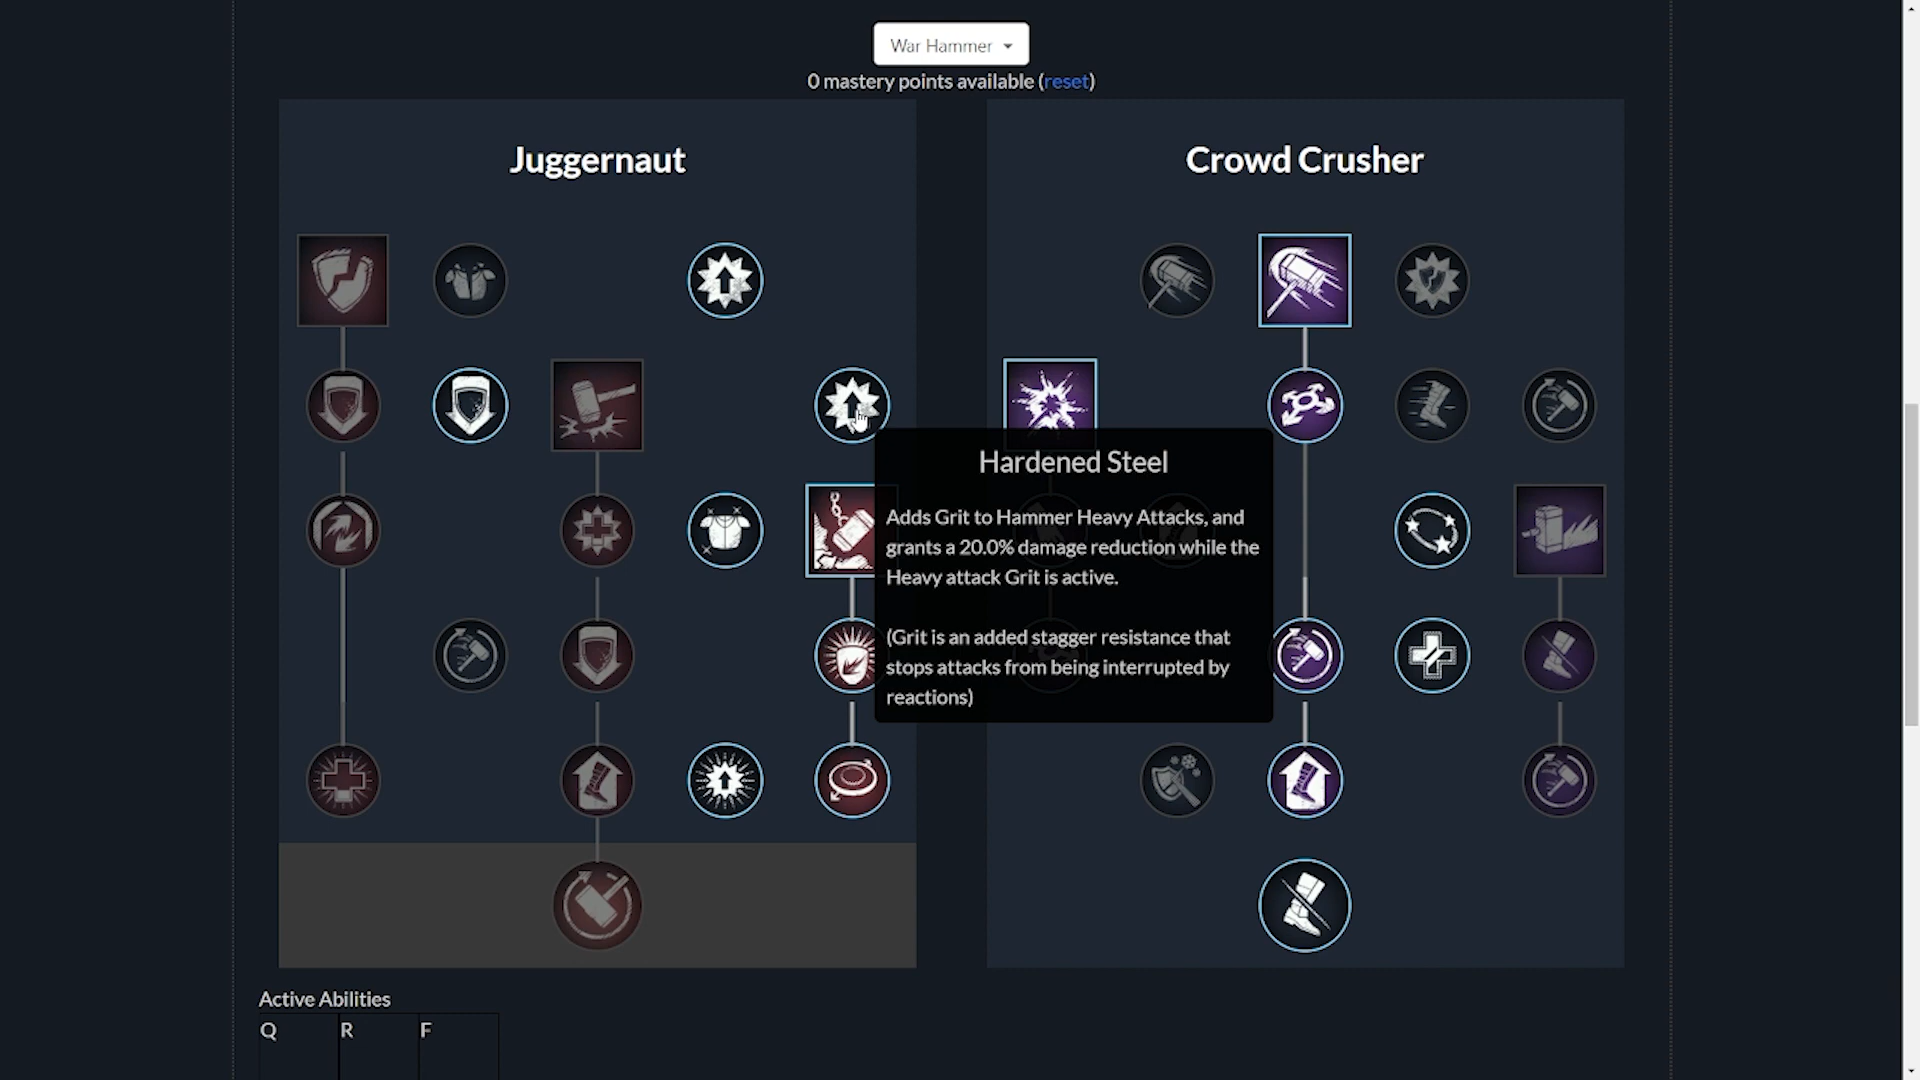 War Hammer
0 mastery points available (reset)
Juggernaut
Crowd Crusher
Hardened Steel
Adds Grit to Hammer Heavy Attacks, and
grants a 20.0% damage reduction while the
Heavy attack Grit is active.
(Grit is an added stagger resistance that
stops attacks from being interrupted by
reactions)
Active Abilities
Q R F